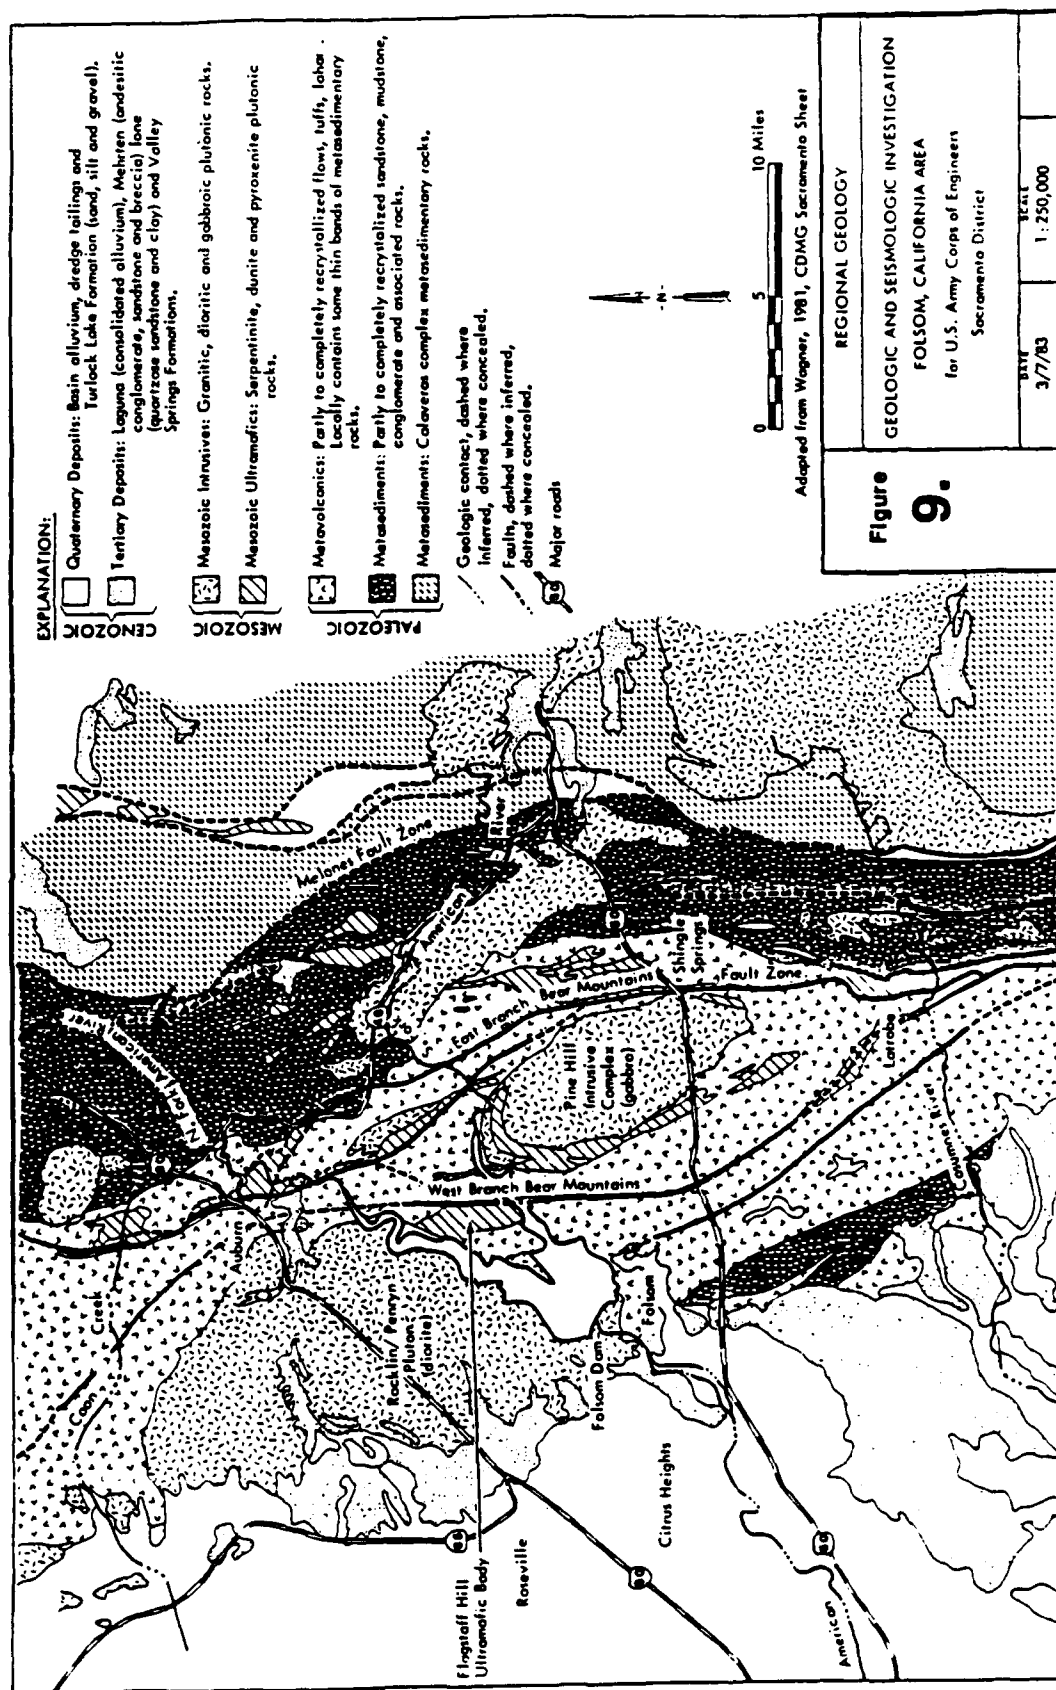 EXPLANATION:
CENOZOIC
Quaternary Deposits: Basin alluvium, dredge tailings and
Turlock Lake Formation (sand, silt and gravel).
Tertiary Deposits: Laguna (consolidated alluvium), Mehrten (andesitic
conglomerate, sandstone and breccia) Ione
(quartzose sandstone and clay) and Valley
Springs Formations.
MESOZOIC
Mesozoic Intrusives: Granitic, dioritic and gabbroic plutonic rocks.
Mesozoic Ultramafics: Serpentinite, dunite and pyroxenite plutonic
rocks.
PALEOZOIC
Metavolcanics: Partly to completely recrystallized flows, tuffs, lahar.
Locally contains some thin bands of metasedimentary
rocks.
Metasediments: Partly to completely recrystalized sandstone, mudstone,
conglomerate and associated rocks.
Metasediments: Calaveras complex metasedimentary rocks.
Geologic contact, dashed where
inferred, dotted where concealed.
Faults, dashed where inferred,
dotted where concealed.
80
Major roads
-N-
0 5 10 Miles
Adapted from Wagner, 1981, CDMG Sacramento Sheet
Figure
9.
REGIONAL GEOLOGY
GEOLOGIC AND SEISMOLOGIC INVESTIGATION
FOLSOM, CALIFORNIA AREA
for U.S. Army Corps of Engineers
Sacramento District
DATE
3/7/83
SCALE
1:250,000
Melones Fault Zone
American
River
N. Fork American River
East Branch Bear Mountains
Fault Zone
Shingle
Springs
Pine Hill
Intrusive
Complex
(gabbro)
West Branch Bear Mountains
Latrobe
Cosumnes River
Auburn
Coon
Creek
Rocklin/Penryn
Pluton
(diorite)
Folsom Dam
Folsom
Flagstaff Hill
Ultramafic Body
Roseville
Citrus Heights
80
American